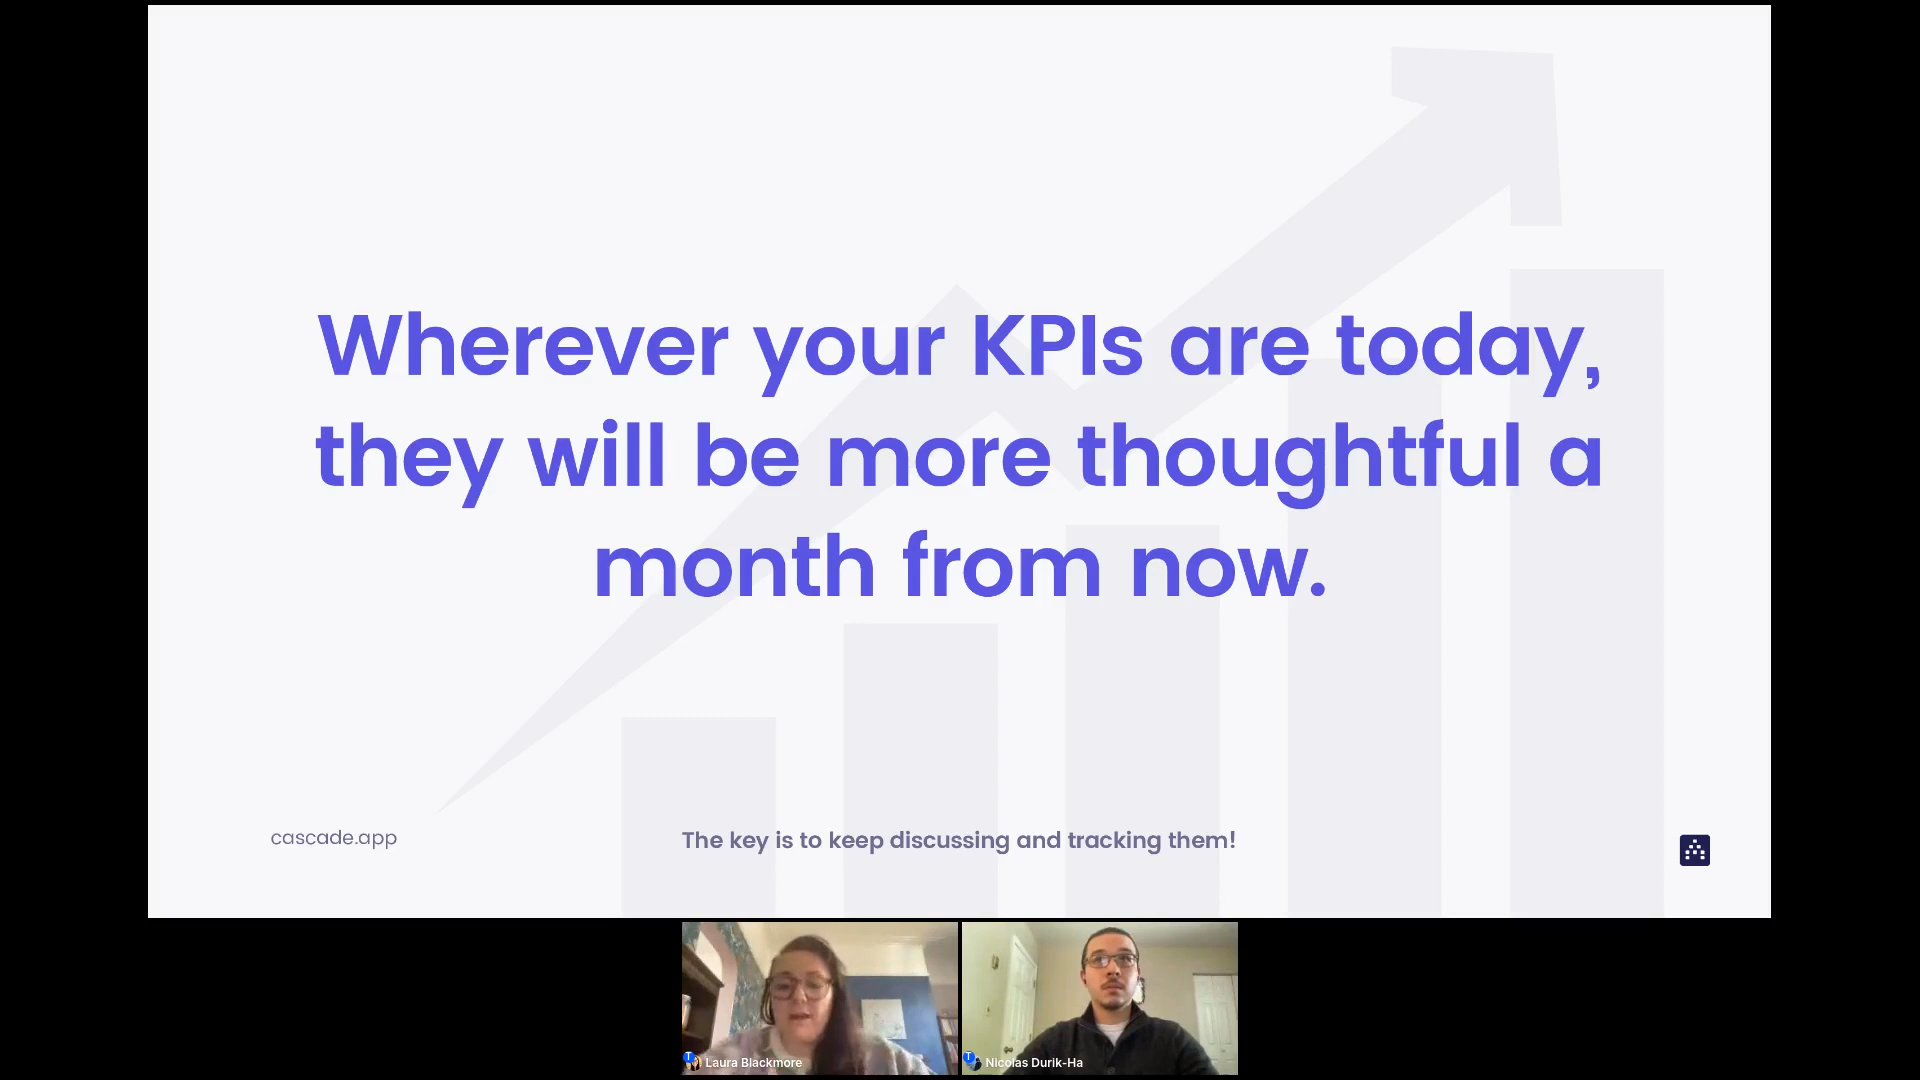 Wherever your KPIs are today,
they will be more thoughtful a
month from now.
cascade.app
The key is to keep discussing and tracking them!
T
Laura Blackmore
T
Nicolas Durik-Ha